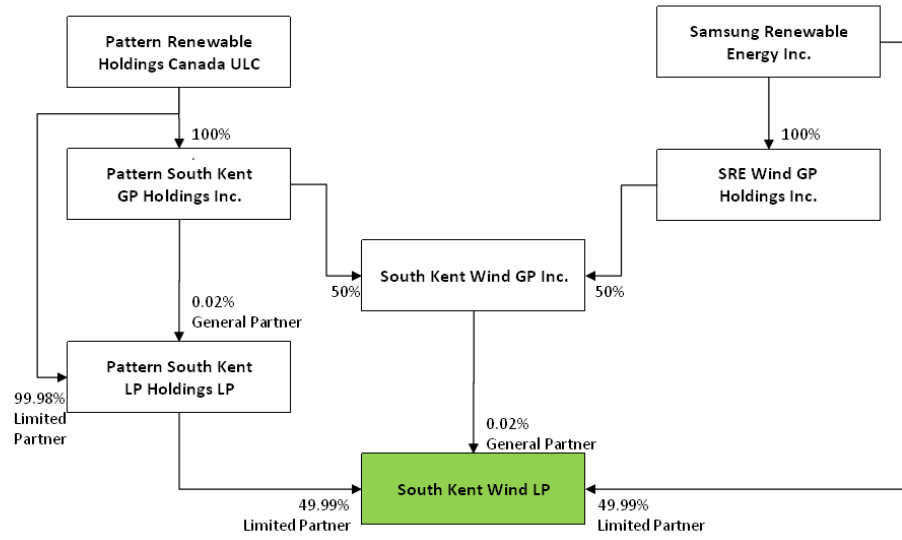 Pattern Renewable
Holdings Canada ULC
Samsung Renewable
Energy Inc.
100%
100%
Pattern South Kent
GP Holdings Inc.
SRE Wind GP
Holdings Inc.
South Kent Wind GP Inc.
50%
50%
0.02%
General Partner
Pattern South Kent
LP Holdings LP
99.98%
Limited
Partner
0.02%
General Partner
South Kent Wind LP
49.99%
Limited Partner
49.99%
Limited Partner